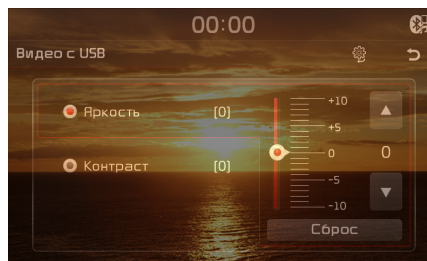 00:00
Видео с USB
Яркость [0]
Контраст [0]
+10
+5
0
-5
-10
0
Сброс